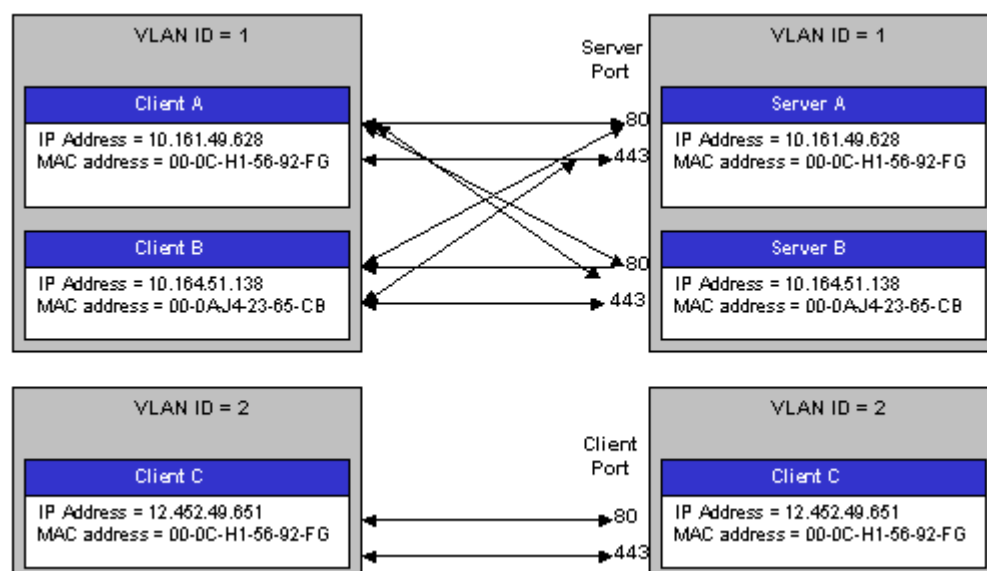 VLAN ID = 1
Server Port
VLAN ID = 1
Client A
IP Address = 10.161.49.628
MAC address = 00-0C-H1-56-92-FG
80
443
Server A
IP Address = 10.161.49.628
MAC address = 00-0C-H1-56-92-FG
Client B
IP Address = 10.164.51.138
MAC address = 00-0AJ4-23-65-CB
80
443
Server B
IP Address = 10.164.51.138
MAC address = 00-0AJ4-23-65-CB
VLAN ID = 2
Client
Port
VLAN ID = 2
Client C
IP Address = 12.452.49.651
MAC address = 00-0C-H1-56-92-FG
80
443
Client C
IP Address = 12.452.49.651
MAC address = 00-0C-H1-56-92-FG